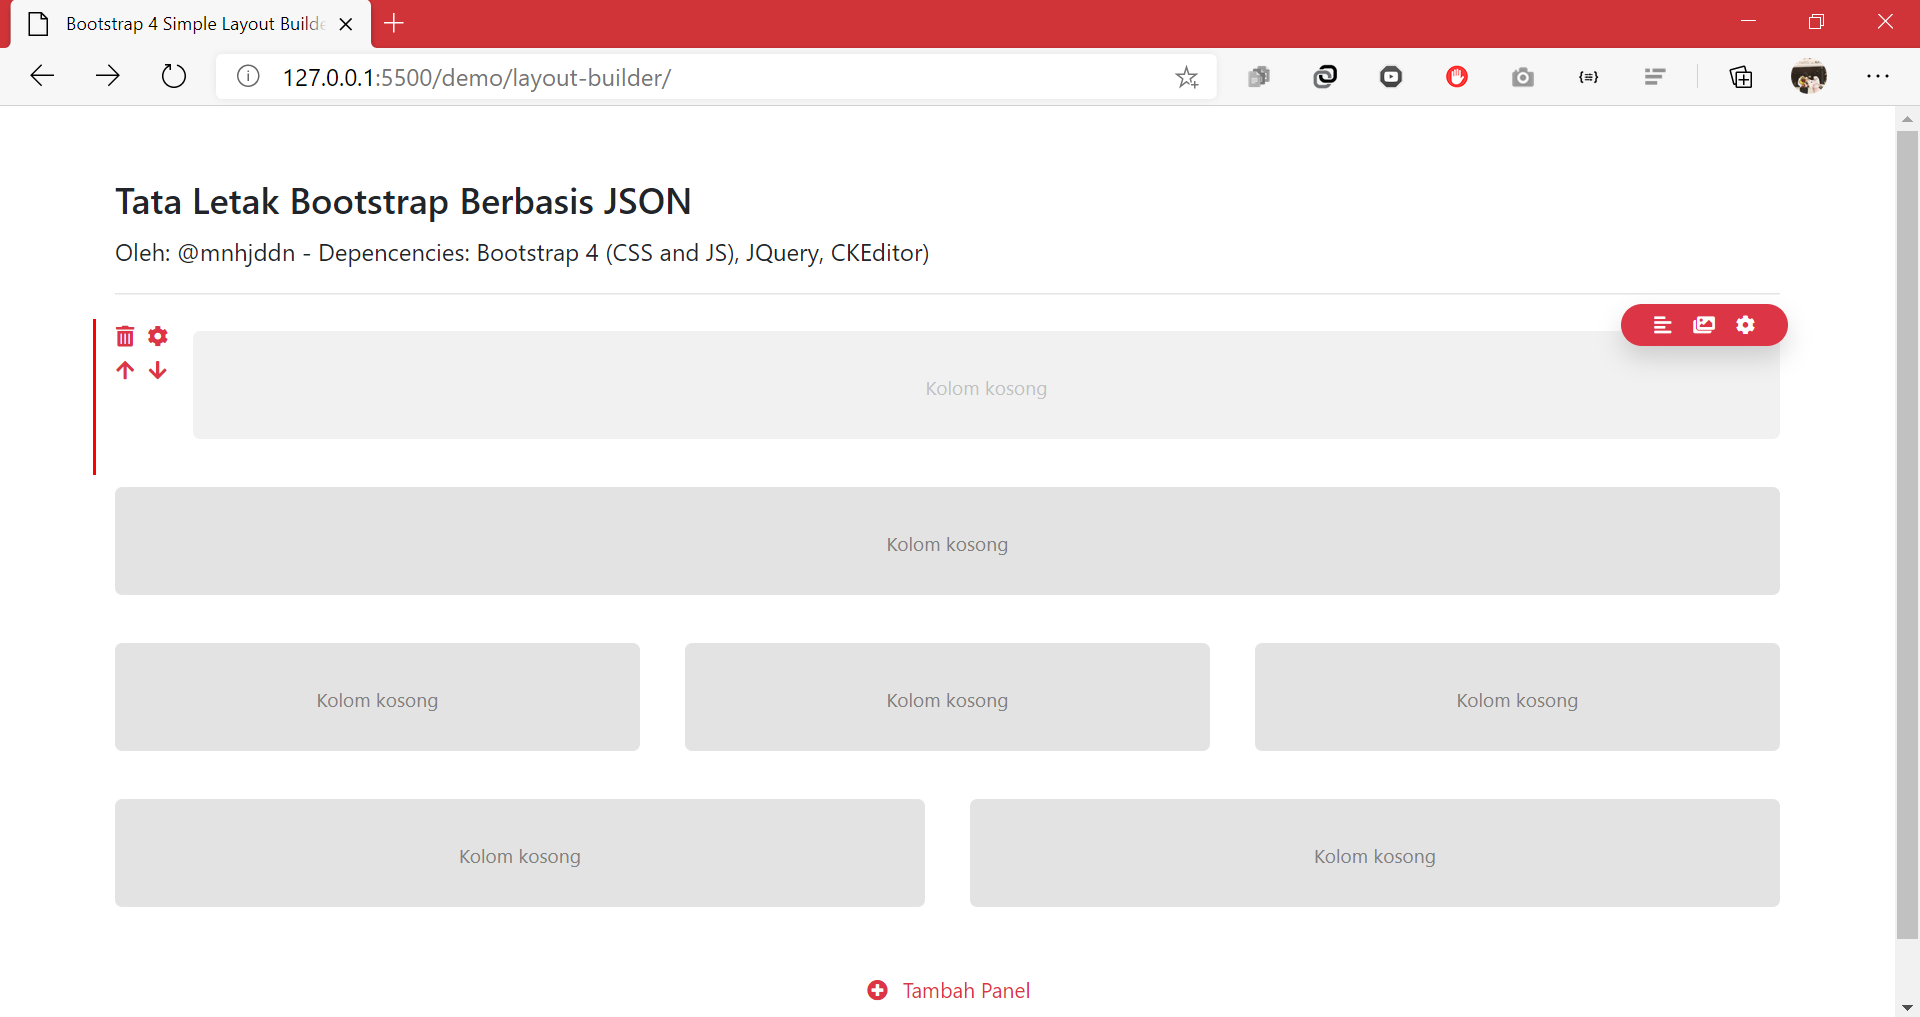 Bootstrap 4 Simple Layout Builde
127.0.0.1:5500/demo/layout-builder/
Tata Letak Bootstrap Berbasis JSON
Oleh: @mnhjddn - Depencencies: Bootstrap 4 (CSS and JS), JQuery, CKEditor)
Kolom kosong
Kolom kosong
Kolom kosong
Kolom kosong
Kolom kosong
Kolom kosong
Kolom kosong
Tambah Panel